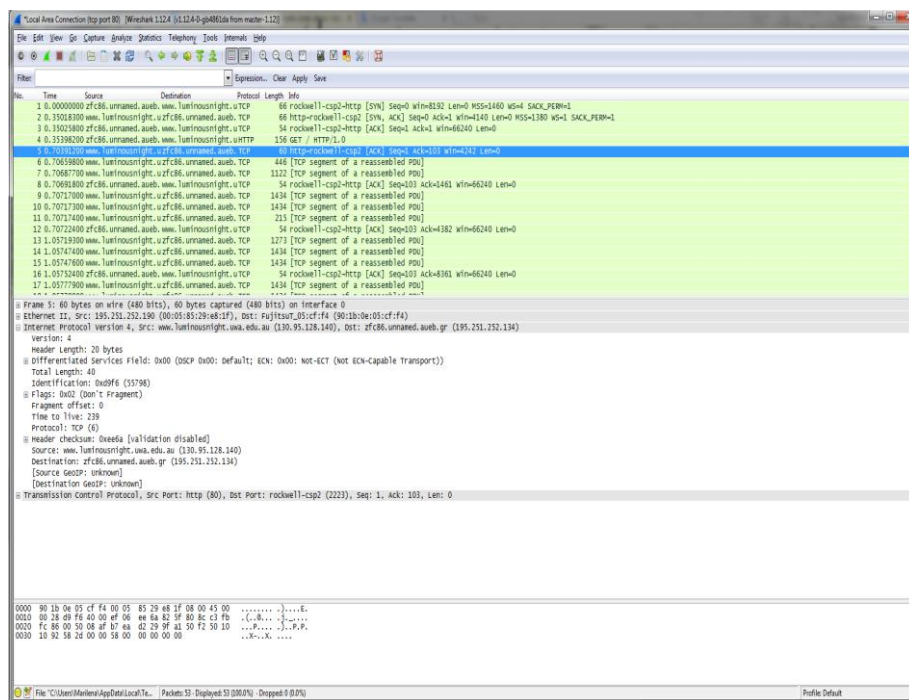 *Local Area Connection (tcp port 80) [Wireshark 1.12.4 (v1.12.4-0-gb4861da from master-1.12)]
File Edit View Go Capture Analyze Statistics Telephony Tools Internals Help
Filter: Expression... Clear Apply Save
No. Time Source Destination Protocol Length Info
1 0.00000000 zfc86.unnamed.aueb. www.luminousnight.u TCP 66 rockwell-csp2→http [SYN] Seq=0 Win=8192 Len=0 MSS=1460 WS=4 SACK_PERM=1
2 0.35018300 www.luminousnight.u zfc86.unnamed.aueb. TCP 66 http→rockwell-csp2 [SYN, ACK] Seq=0 Ack=1 Win=4140 Len=0 MSS=1380 WS=1 SACK_PERM=1
3 0.35025800 zfc86.unnamed.aueb. www.luminousnight.u TCP 54 rockwell-csp2→http [ACK] Seq=1 Ack=1 Win=66240 Len=0
4 0.35398200 zfc86.unnamed.aueb. www.luminousnight.u HTTP 156 GET / HTTP/1.0
5 0.70391200 www.luminousnight.u zfc86.unnamed.aueb. TCP 60 http→rockwell-csp2 [ACK] Seq=1 Ack=103 Win=4242 Len=0
6 0.70659800 www.luminousnight.u zfc86.unnamed.aueb. TCP 446 [TCP segment of a reassembled PDU]
7 0.70687700 www.luminousnight.u zfc86.unnamed.aueb. TCP 1122 [TCP segment of a reassembled PDU]
8 0.70691800 zfc86.unnamed.aueb. www.luminousnight.u TCP 54 rockwell-csp2→http [ACK] Seq=103 Ack=1461 Win=66240 Len=0
9 0.70717000 www.luminousnight.u zfc86.unnamed.aueb. TCP 1434 [TCP segment of a reassembled PDU]
10 0.70717300 www.luminousnight.u zfc86.unnamed.aueb. TCP 1434 [TCP segment of a reassembled PDU]
11 0.70717400 www.luminousnight.u zfc86.unnamed.aueb. TCP 215 [TCP segment of a reassembled PDU]
12 0.70722400 zfc86.unnamed.aueb. www.luminousnight.u TCP 54 rockwell-csp2→http [ACK] Seq=103 Ack=4382 Win=66240 Len=0
13 1.05719300 www.luminousnight.u zfc86.unnamed.aueb. TCP 1273 [TCP segment of a reassembled PDU]
14 1.05747400 www.luminousnight.u zfc86.unnamed.aueb. TCP 1434 [TCP segment of a reassembled PDU]
15 1.05747600 www.luminousnight.u zfc86.unnamed.aueb. TCP 1434 [TCP segment of a reassembled PDU]
16 1.05752400 zfc86.unnamed.aueb. www.luminousnight.u TCP 54 rockwell-csp2→http [ACK] Seq=103 Ack=8361 Win=66240 Len=0
17 1.05777900 www.luminousnight.u zfc86.unnamed.aueb. TCP 1434 [TCP segment of a reassembled PDU]
Frame 5: 60 bytes on wire (480 bits), 60 bytes captured (480 bits) on interface 0
Ethernet II, Src: 195.251.252.190 (00:05:85:29:e8:1f), Dst: FujitsuT_05:cf:f4 (90:1b:0e:05:cf:f4)
Internet Protocol Version 4, Src: www.luminousnight.uwa.edu.au (130.95.128.140), Dst: zfc86.unnamed.aueb.gr (195.251.252.134)
Version: 4
Header Length: 20 bytes
Differentiated Services Field: 0x00 (DSCP 0x00: Default; ECN: 0x00: Not-ECT (Not ECN-Capable Transport))
Total Length: 40
Identification: 0xd9f6 (55798)
Flags: 0x02 (Don't Fragment)
Fragment offset: 0
Time to live: 239
Protocol: TCP (6)
Header checksum: 0xee6a [validation disabled]
Source: www.luminousnight.uwa.edu.au (130.95.128.140)
Destination: zfc86.unnamed.aueb.gr (195.251.252.134)
[Source GeoIP: Unknown]
[Destination GeoIP: Unknown]
Transmission Control Protocol, Src Port: http (80), Dst Port: rockwell-csp2 (2223), Seq: 1, Ack: 103, Len: 0
0000 90 1b 0e 05 cf f4 00 05 85 29 e8 1f 08 00 45 00 ........ .)....E.
0010 00 28 d9 f6 40 00 ef 06 ee 6a 82 5f 80 8c c3 fb .(..@... .j._....
0020 fc 86 00 50 08 af b7 ea d2 29 9f a1 50 f2 50 10 ...P.... .)..P.P.
0030 10 92 58 2d 00 00 58 00 00 00 00 00 ..X-..X. ....
File: "C:\Users\Marilena\AppData\Local\Te... Packets: 53 · Displayed: 53 (100.0%) · Dropped: 0 (0.0%) Profile: Default